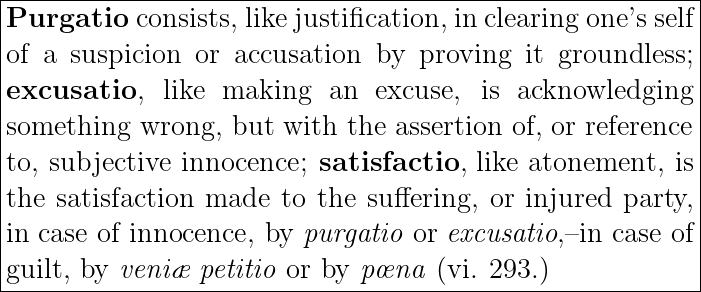 Purgatio consists, like justification, in clearing one's self
of a suspicion or accusation by proving it groundless;
excusatio, like making an excuse, is acknowledging
something wrong, but with the assertion of, or reference
to, subjective innocence; satisfactio, like atonement, is
the satisfaction made to the suffering, or injured party,
in case of innocence, by purgatio or excusatio,–in case of
guilt, by veniæ petitio or by pœna (vi. 293.)